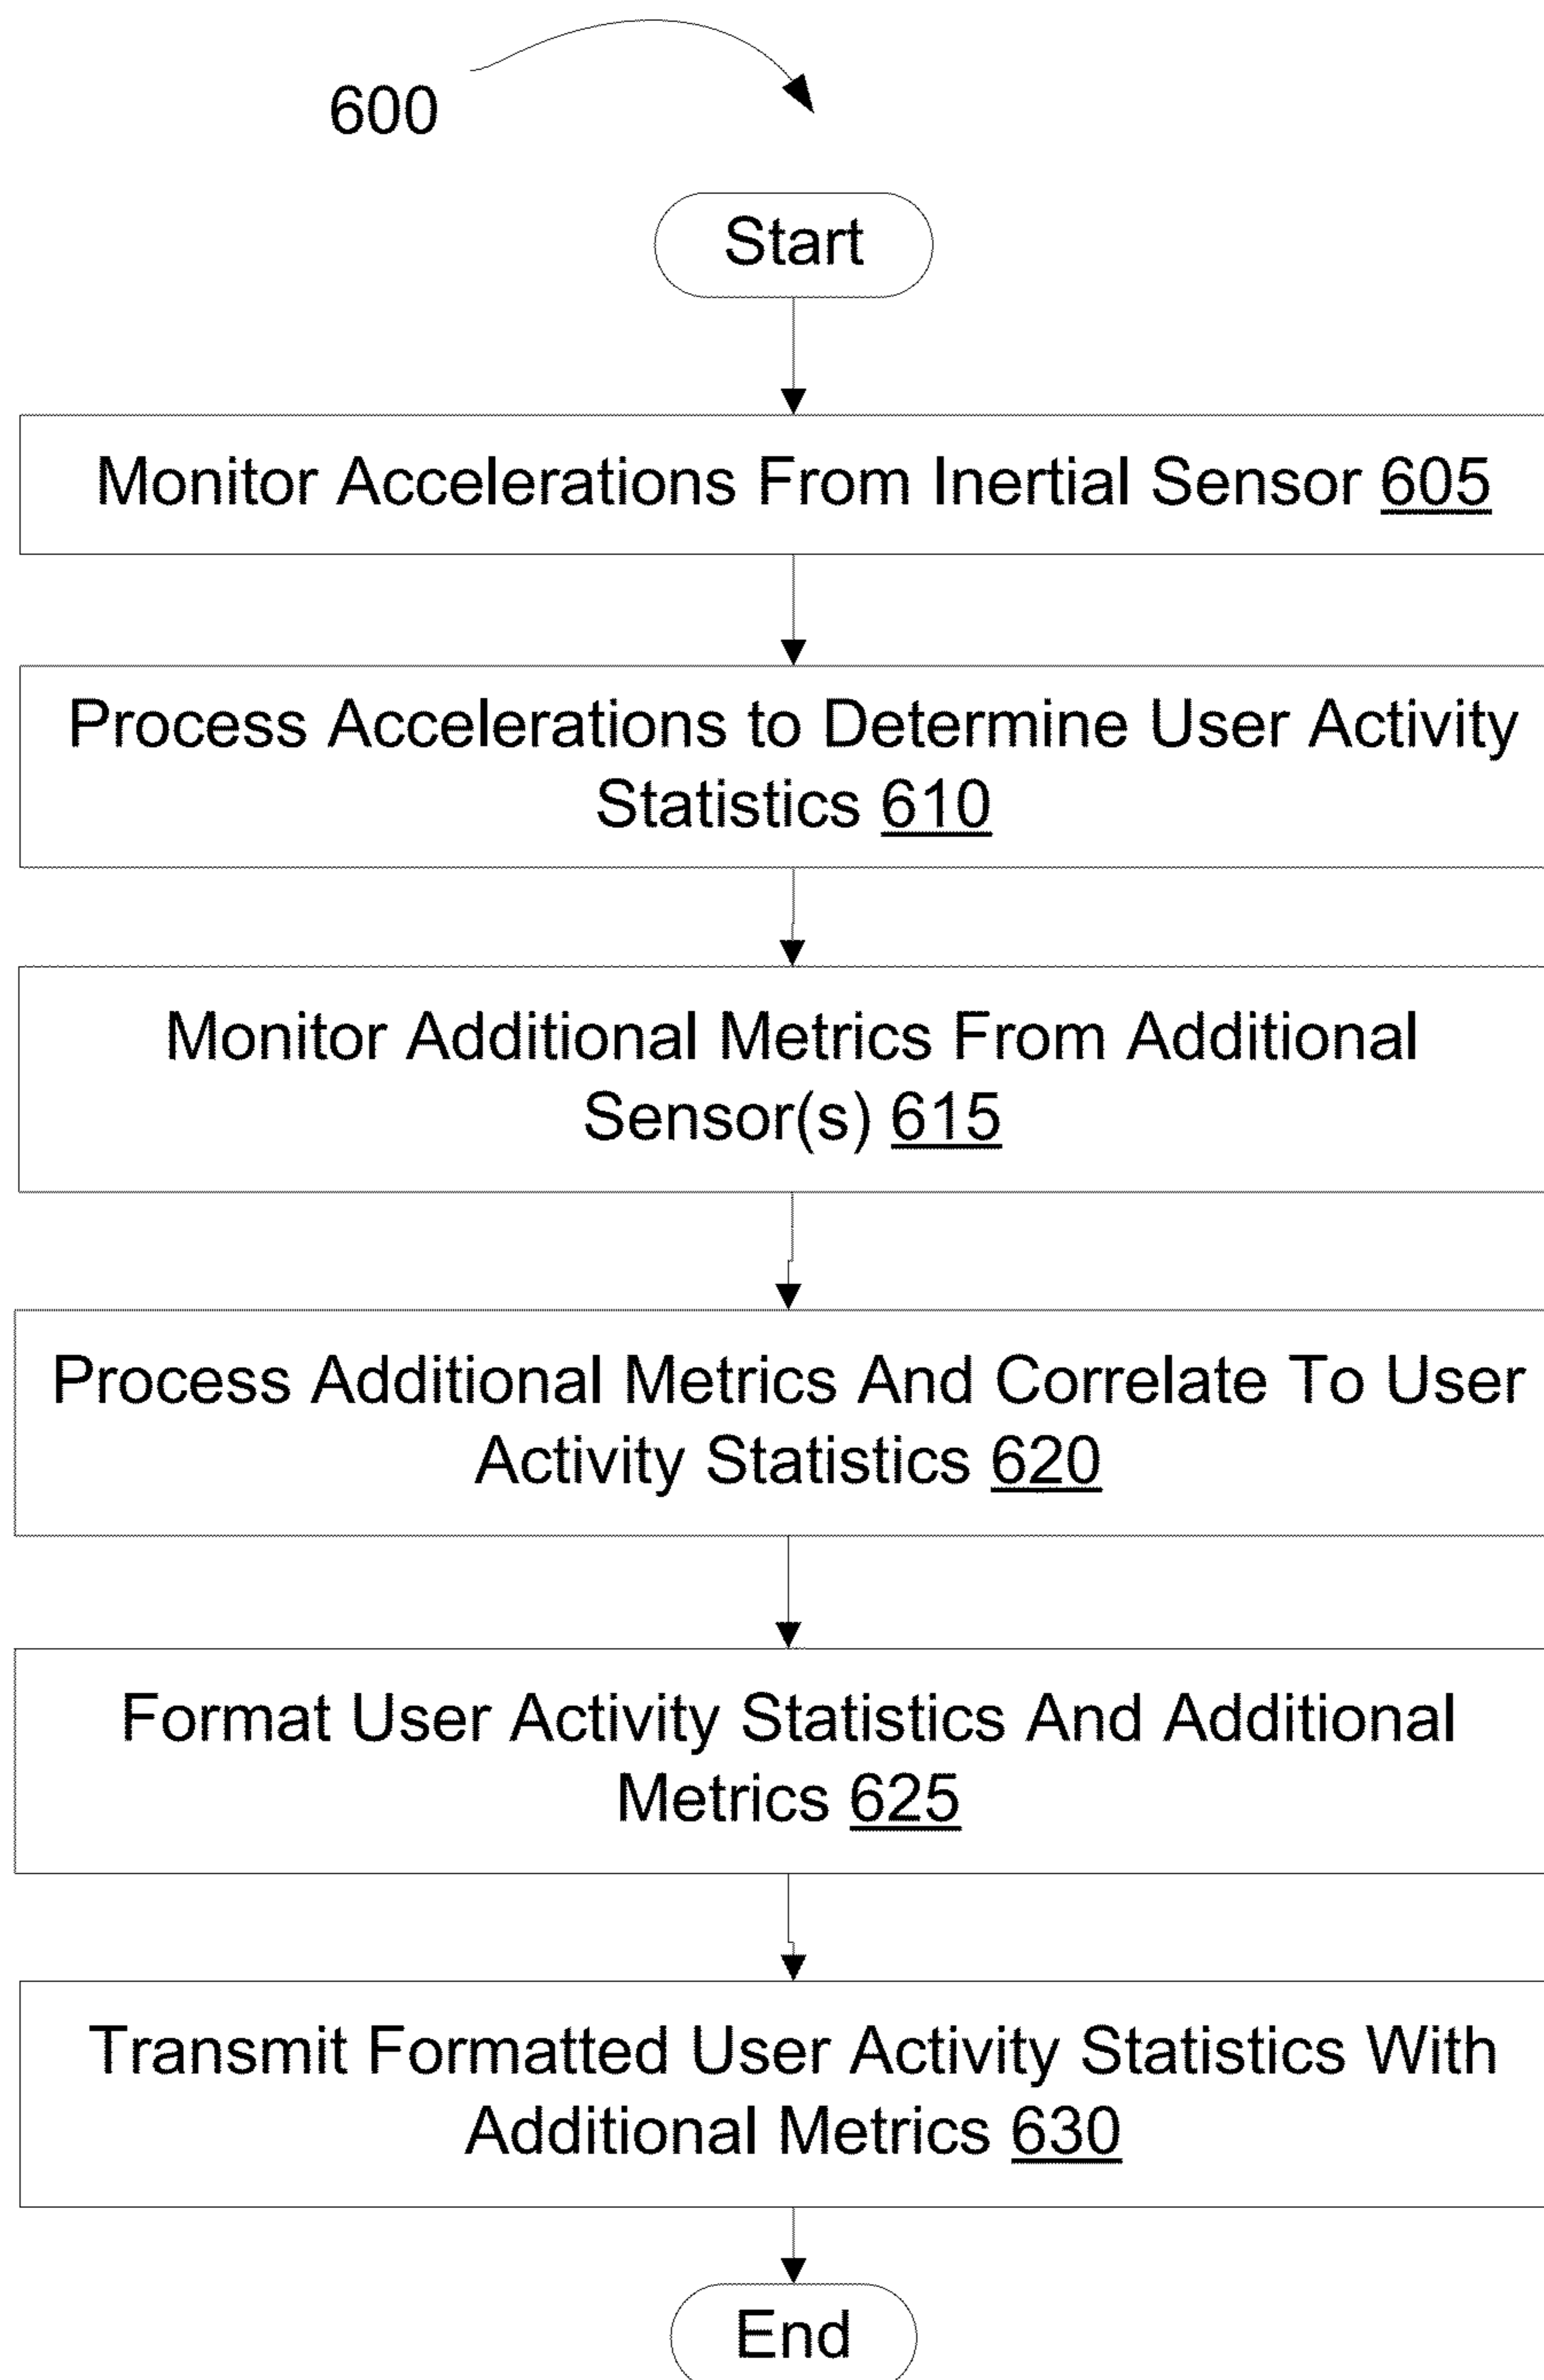 600
Start
Monitor Accelerations From Inertial Sensor 605
Process Accelerations to Determine User Activity
Statistics 610
Monitor Additional Metrics From Additional
Sensor(s) 615
Process Additional Metrics And Correlate To User
Activity Statistics 620
Format User Activity Statistics And Additional
Metrics 625
Transmit Formatted User Activity Statistics With
Additional Metrics 630
End